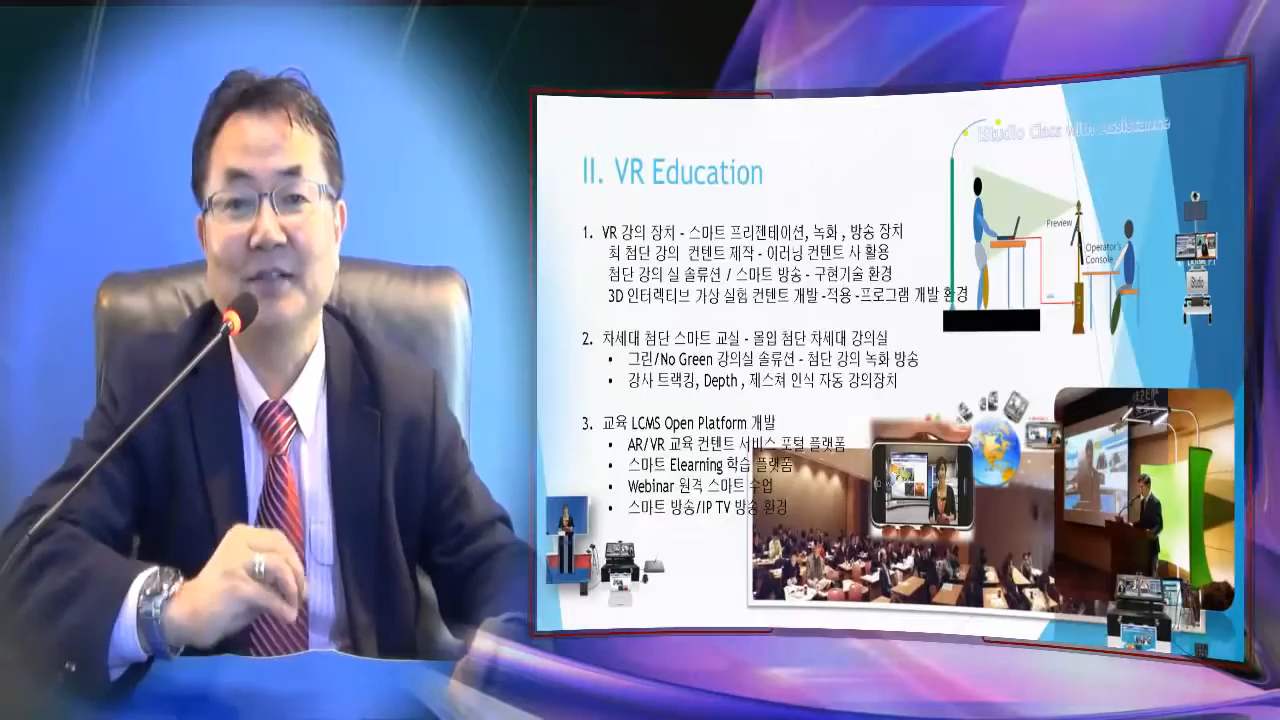 iStudio Class with Assistance
II. VR Education
1. VR 강의 장치 - 스마트 프리젠테이션, 녹화 , 방송 장치
최 첨단 강의 컨텐트 제작 - 이러닝 컨텐트 사 활용
첨단 강의 실 솔류션 / 스마트 방송 - 구현기술 환경
3D 인터렉티브 가상 실험 컨텐트 개발 -적용 -프로그램 개발 환경
Preview
Operator's
Console
Studio
2. 차세대 첨단 스마트 교실 - 몰입 첨단 차세대 강의실
• 그린/No Green 강의실 솔류션 - 첨단 강의 녹화 방송
• 강사 트랙킹, Depth , 제스쳐 인식 자동 강의장치
3. 교육 LCMS Open Platform 개발
• AR/VR 교육 컨텐트 서비스 포털 플랫폼
• 스마트 Elearning 학습 플랫폼
• Webinar 원격 스마트 수업
• 스마트 방송/IP TV 방송 환경